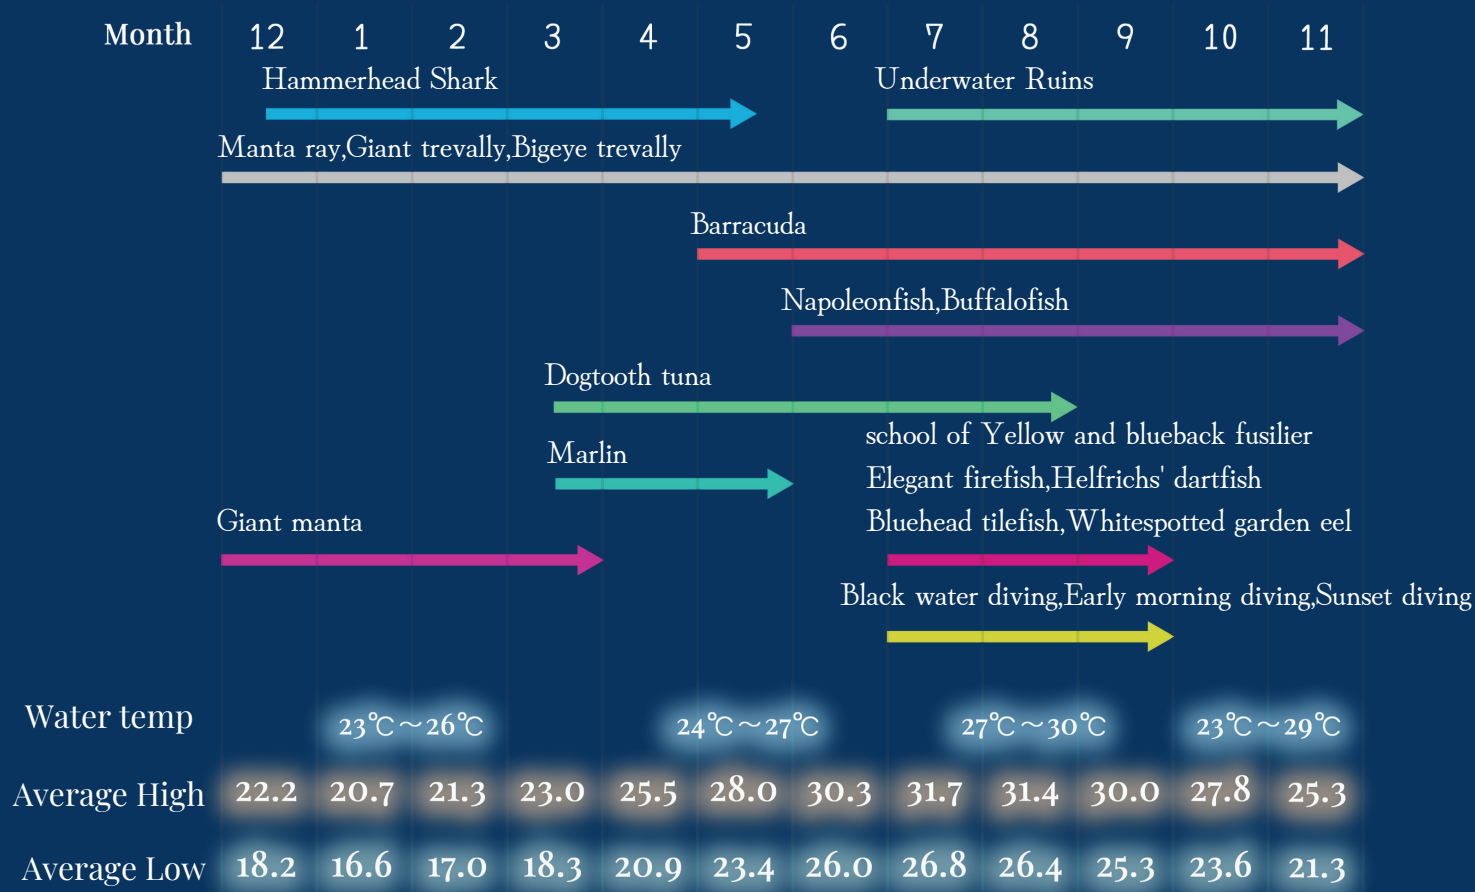 Month 12 1 2 3 4 5 6 7 8 9 10 11
Hammerhead Shark
Underwater Ruins
Manta ray,Giant trevally,Bigeye trevally
Barracuda
Napoleonfish,Buffalofish
Dogtooth tuna
school of Yellow and blueback fusilier
Marlin
Elegant firefish,Helfrichs' dartfish
Giant manta
Bluehead tilefish,Whitespotted garden eel
Black water diving,Early morning diving,Sunset diving
Water temp 23℃～26℃ 24℃～27℃ 27℃～30℃ 23℃～29℃
Average High 22.2 20.7 21.3 23.0 25.5 28.0 30.3 31.7 31.4 30.0 27.8 25.3
Average Low 18.2 16.6 17.0 18.3 20.9 23.4 26.0 26.8 26.4 25.3 23.6 21.3